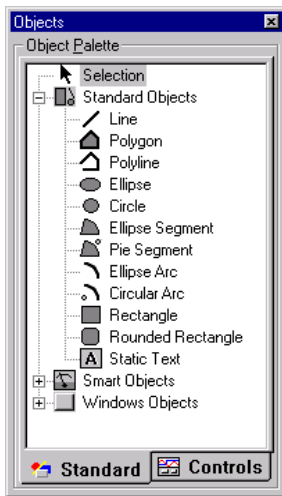 Objects
Object Palette
Selection
Standard Objects
Line
Polygon
Polyline
Ellipse
Circle
Ellipse Segment
Pie Segment
Ellipse Arc
Circular Arc
Rectangle
Rounded Rectangle
A Static Text
Smart Objects
Windows Objects
Standard Controls